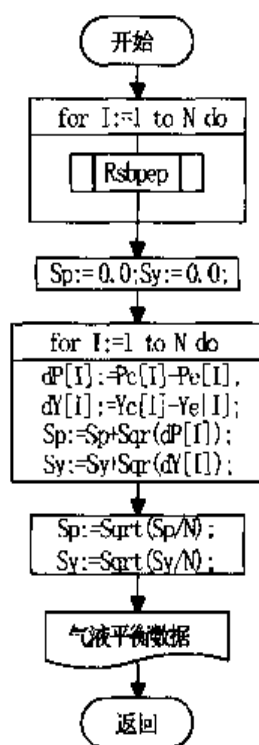 开始
for I:=1 to N do
Rsbpep
Sp:=0.0;Sy:=0.0;
for I:=1 to N do
dP[I]:=Pc[I]-Pe[I],
dY[I]:=Yc[I]-Ye|I];
Sp:=Sp+Sqr(dP[I]);
Sy:=Sy+Sqr(dY[I]);
Sp:=Sqrt(Sp/N);
Sy:=Sqrt(Sy/N);
气液平衡数据
返回